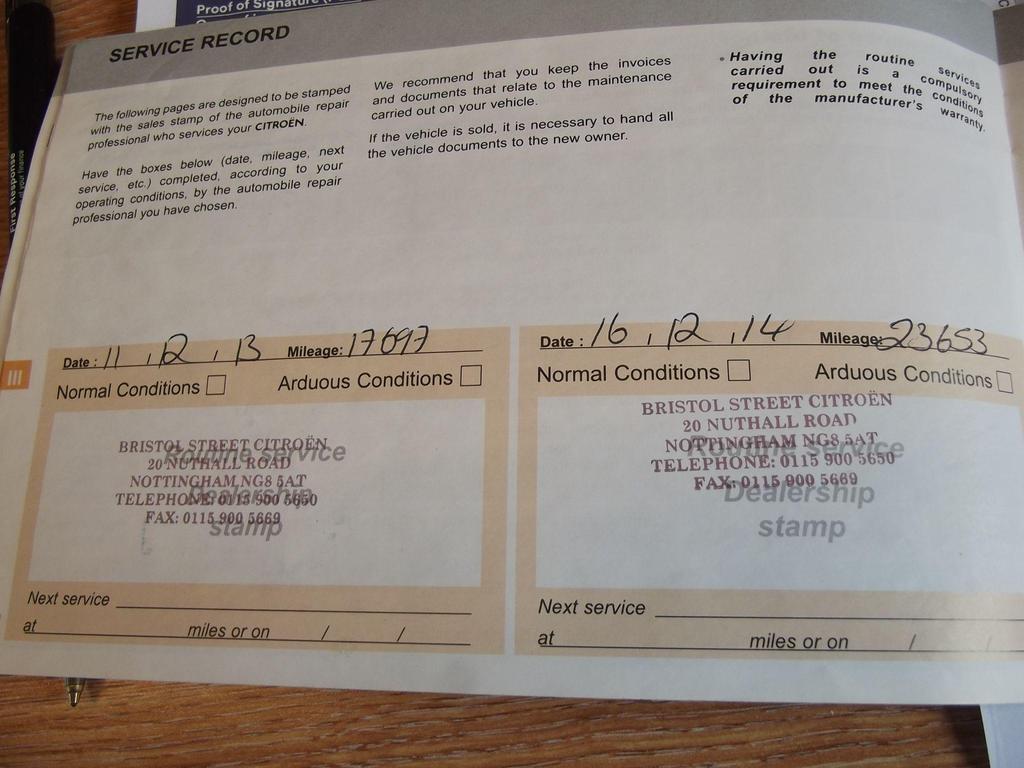 Proof of Signature
SERVICE RECORD
The following pages are designed to be stamped
with the sales stamp of the automobile repair
professional who services your CITROËN.
Have the boxes below (date, mileage, next
service, etc.) completed, according to your
operating conditions, by the automobile repair
professional you have chosen.
We recommend that you keep the invoices
and documents that relate to the maintenance
carried out on your vehicle.
If the vehicle is sold, it is necessary to hand all
the vehicle documents to the new owner.
• Having the routine services
carried out is a compulsory
requirement to meet the conditions
of the manufacturer's warranty.
First Response
III
Date : 11 , 12 , 13 Mileage: 17697
Normal Conditions Arduous Conditions
BRISTOL STREET CITROËN
20 NUTHALL ROAD
NOTTINGHAM NG8 5AT
TELEPHONE: 0115 900 5650
FAX: 0115 900 5669
Routine service
Dealership
stamp
Next service
at miles or on / /
Date : 16 , 12 , 14 Mileage: 23653
Normal Conditions Arduous Conditions
BRISTOL STREET CITROËN
20 NUTHALL ROAD
NOTTINGHAM NG8 5AT
TELEPHONE: 0115 900 5650
FAX: 0115 900 5669
Routine service
Dealership
stamp
Next service
at miles or on / /